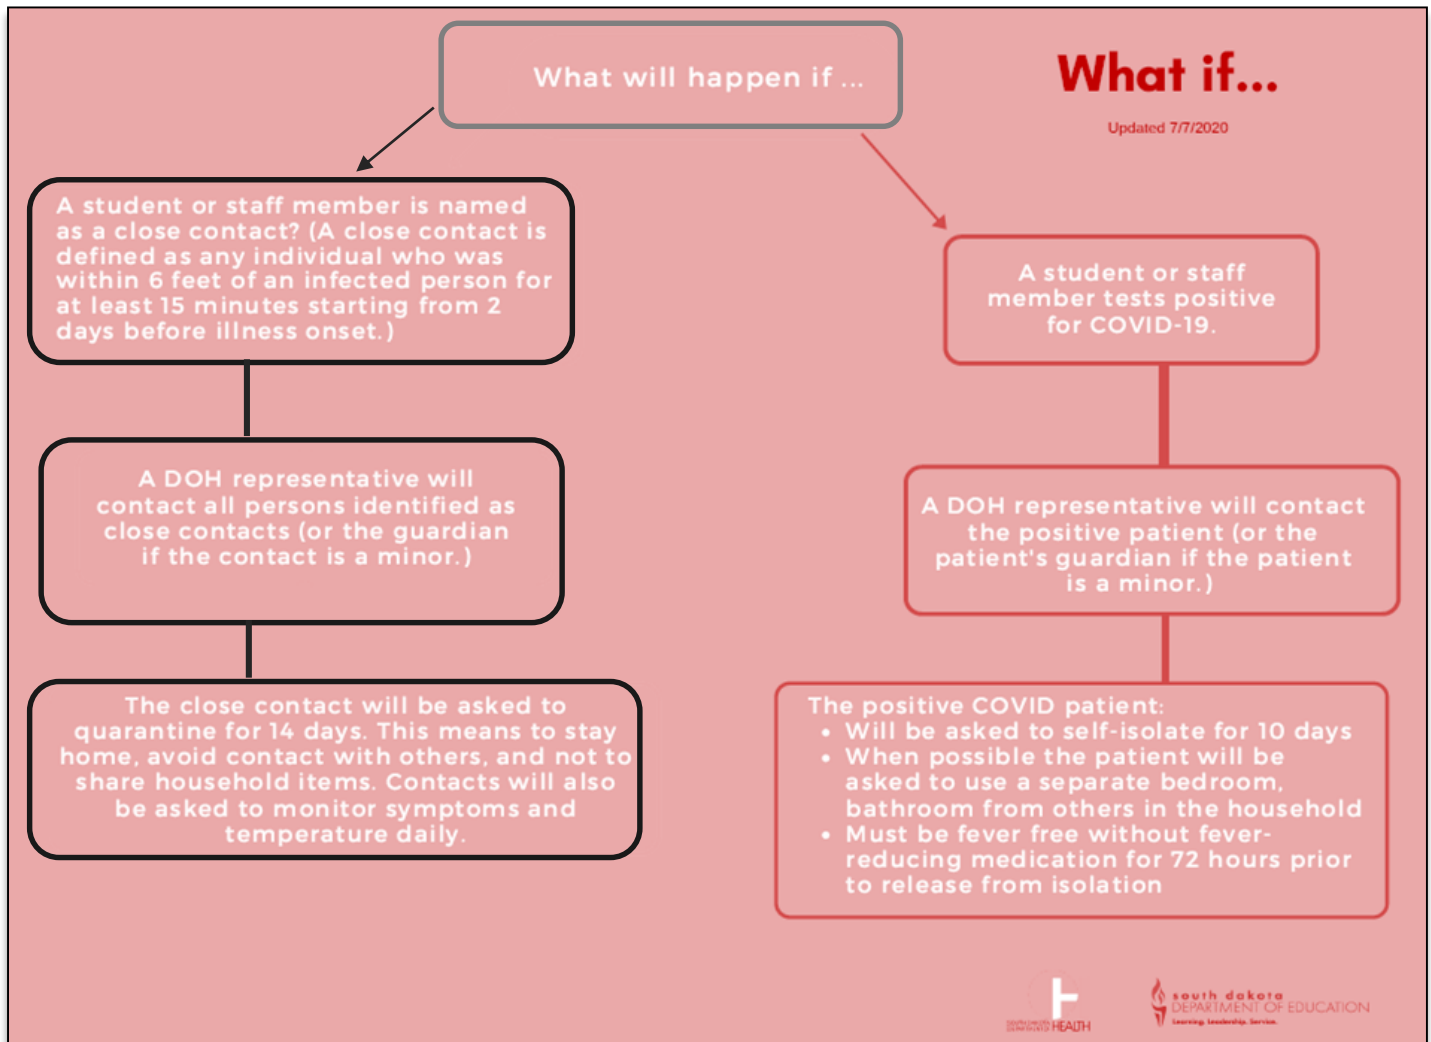 What will happen if ...
What if...
Updated 7/7/2020
A student or staff member is named
as a close contact? (A close contact is
defined as any individual who was
within 6 feet of an infected person for
at least 15 minutes starting from 2
days before illness onset.)
A DOH representative will
contact all persons identified as
close contacts (or the guardian
if the contact is a minor.)
The close contact will be asked to
quarantine for 14 days. This means to stay
home, avoid contact with others, and not to
share household items. Contacts will also
be asked to monitor symptoms and
temperature daily.
A student or staff
member tests positive
for COVID-19.
A DOH representative will contact
the positive patient (or the
patient's guardian if the patient
is a minor.)
The positive COVID patient:
• Will be asked to self-isolate for 10 days
• When possible the patient will be
asked to use a separate bedroom,
bathroom from others in the household
• Must be fever free without fever-
reducing medication for 72 hours prior
to release from isolation
HEALTH
south dakota
DEPARTMENT OF EDUCATION
Learning. Leadership. Service.